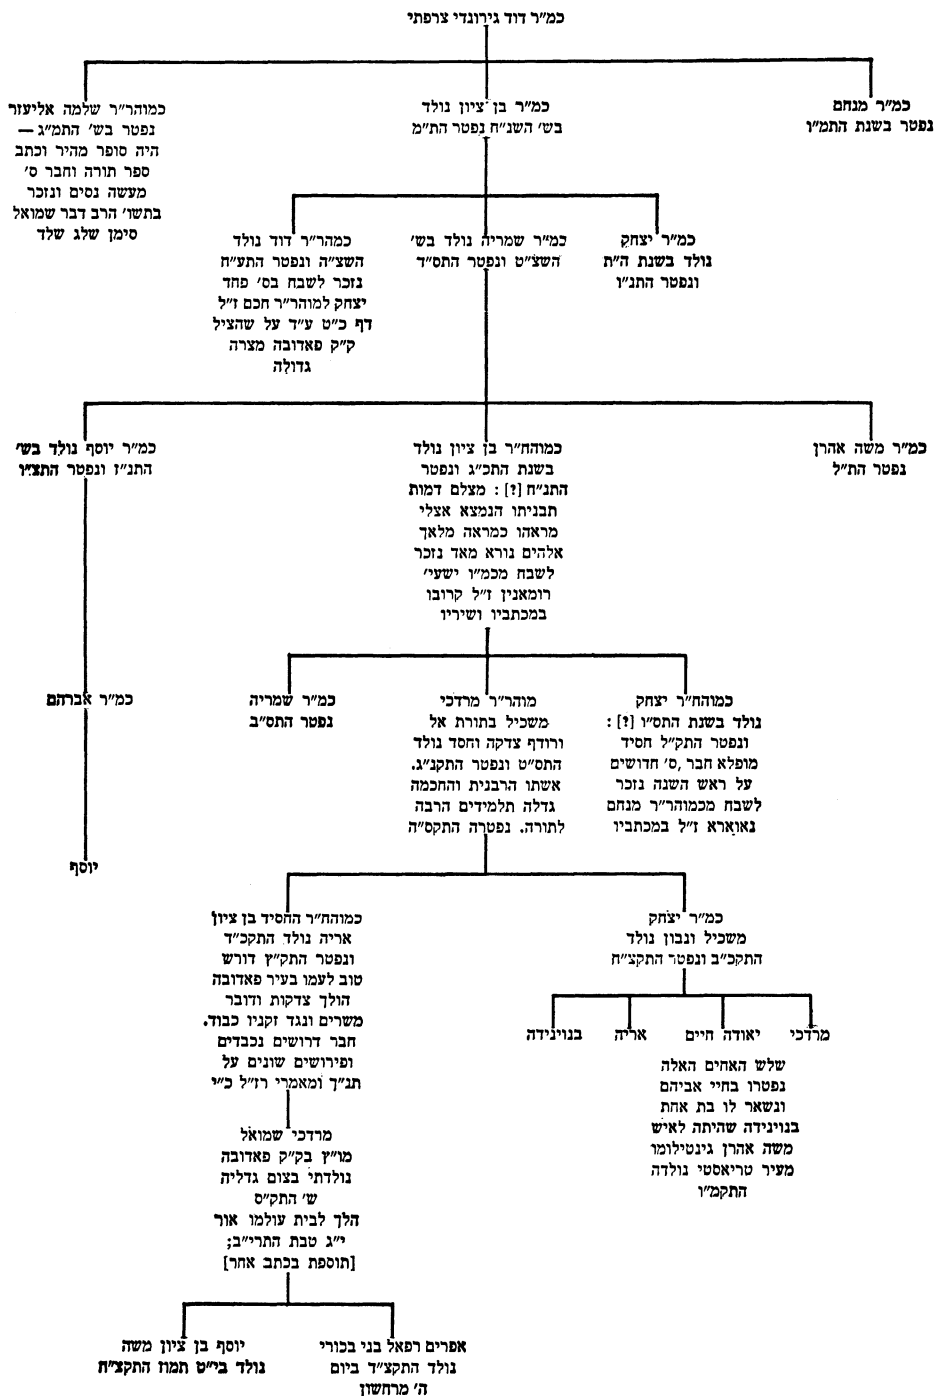 כמ״ר דוד גירונדי צרפתי
כמ״ר מנחם
נפטר בשנת התמ״ו
כמ״ר בן ציון נולד
בש׳ השנ״ח נפטר הת״מ
כמוהר״ר שלמה אליעזר
נפטר בש׳ התמ״ג —
היה סופר מהיר וכתב
ספר תורה וחבר ס׳
מעשה נסים ונזכר
בתשו׳ הרב דבר שמואל
סימן שלג שלד
כמ״ר יצחק
נולד בשנת ה״ת
ונפטר התנ״ו
כמ״ר שמריה נולד בש׳
השצ״ט ונפטר התס״ד
כמהר״ר דוד נולד
השצ״ה ונפטר התע״ח
נזכר לשבח בס׳ פחד
יצחק למוהר״ר חכם ז״ל
דף כ״ט ע״ד על שהציל
ק״ק פאדובה מצרה
גדולה
כמ״ר משה אהרן
נפטר הת״ל
כמוהח״ר בן ציון נולד
בשנת התכ״ג ונפטר
התנ״ח [?] : מצלם דמות
תבניתו הנמצא אצלי
מראהו כמראה מלאך
אלהים נורא מאד נזכר
לשבח מכמ״ו ישעי׳
רומאנין ז״ל קרובו
במכתביו ושיריו
כמ״ר יוסף נולד בש׳
התנ״ז ונפטר התצ״ו
כמוהח״ר יצחק
נולד בשנת התס״ו [?] :
ונפטר התק״ל חסיד
מופלא חבר ,ס׳ חדושים
על ראש השנה נזכר
לשבח מכמוהר״ר מנחם
נאוארא ז״ל במכתביו
מוהר״ר מרדכי
משכיל בתורת אל
ורודף צדקה וחסד נולד
התס״ט ונפטר התקנ״ג.
אשתו הרבנית והחכמה
גדלה תלמידים הרבה
לתורה. נפטרה התקס״ה
כמ״ר שמריה
נפטר התס״ב
כמ״ר אברהם
יוסף
כמ״ר יצחק
משכיל ונבון נולד
התקכ״ב ונפטר התקצ״ח
כמוהח״ר החסיד בן ציון
אריה נולד התקכ״ד
ונפטר התק״ץ דורש
טוב לעמו בעיר פאדובה
הולך צדקות ודובר
משרים ונגד זקניו כבוד.
חבר דרושים נכבדים
ופירושים שונים על
תנ״ך ומאמרי רז״ל כ״י
מרדכי יאודה חיים אריה בנוינידה
שלש האחים האלה
נפטרו בחיי אביהם
ונשאר לו בת אחת
בנוינידה שהיתה לאיש
משה אהרן גינטילומו
מעיר טריאסטי נולדה
התקמ״ו
מרדכי שמואל
מו״ץ בק״ק פאדובה
נולדתי בצום גדליה
ש׳ התק״ס
הלך לבית עולמו אור
י״ג טבת התרי״ב;
[תוספת בכתב אחר]
אפרים רפאל בני בכורי
נולד התקצ״ד ביום
ה׳ מרחשון
יוסף בן ציון משה
נולד בי״ט תמוז התקצ״ח